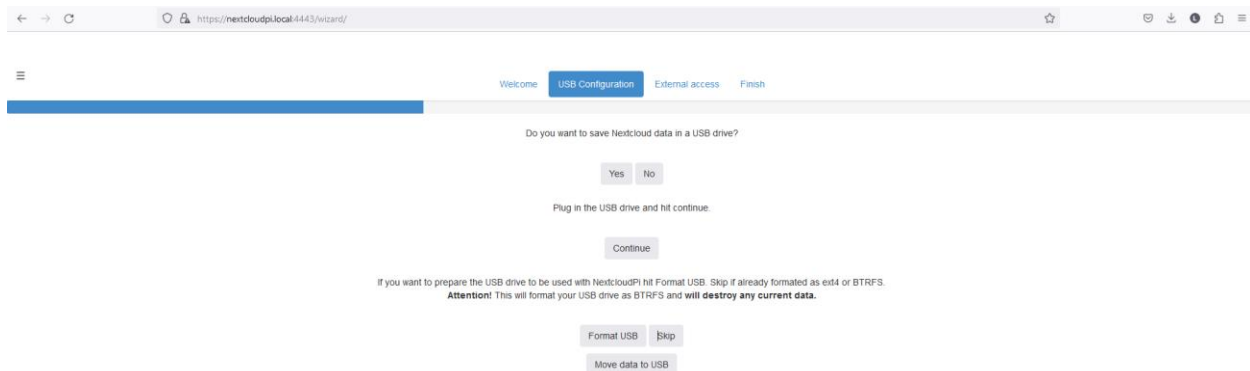 https://nextcloudpi.local:4443/wizard/
Welcome USB Configuration External access Finish
Do you want to save Nextcloud data in a USB drive?
Yes No
Plug in the USB drive and hit continue.
Continue
If you want to prepare the USB drive to be used with NextcloudPi hit Format USB. Skip if already formated as ext4 or BTRFS.
Attention! This will format your USB drive as BTRFS and will destroy any current data.
Format USB Skip
Move data to USB